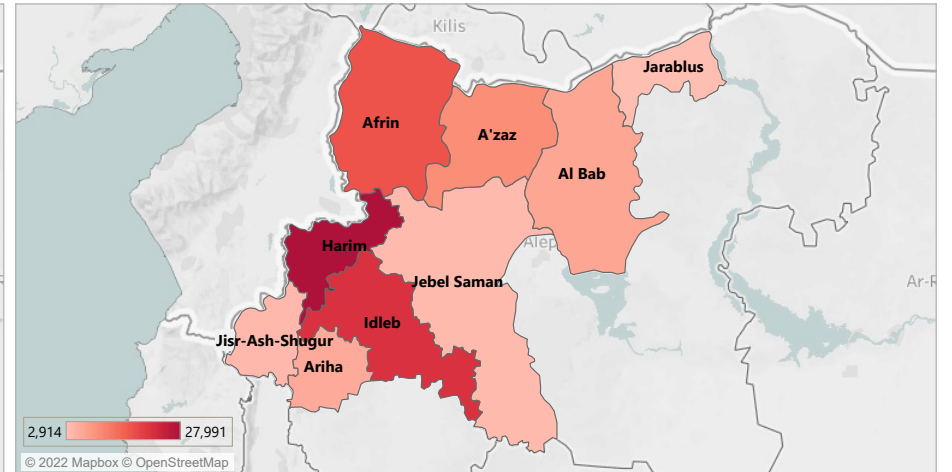 Kilis
Jarablus
Afrin
A'zaz
Al Bab
Harim
Alep
Jebel Saman
Ar-R
Idleb
Jisr-Ash-Shugur
Ariha
2,914
27,991
© 2022 Mapbox © OpenStreetMap